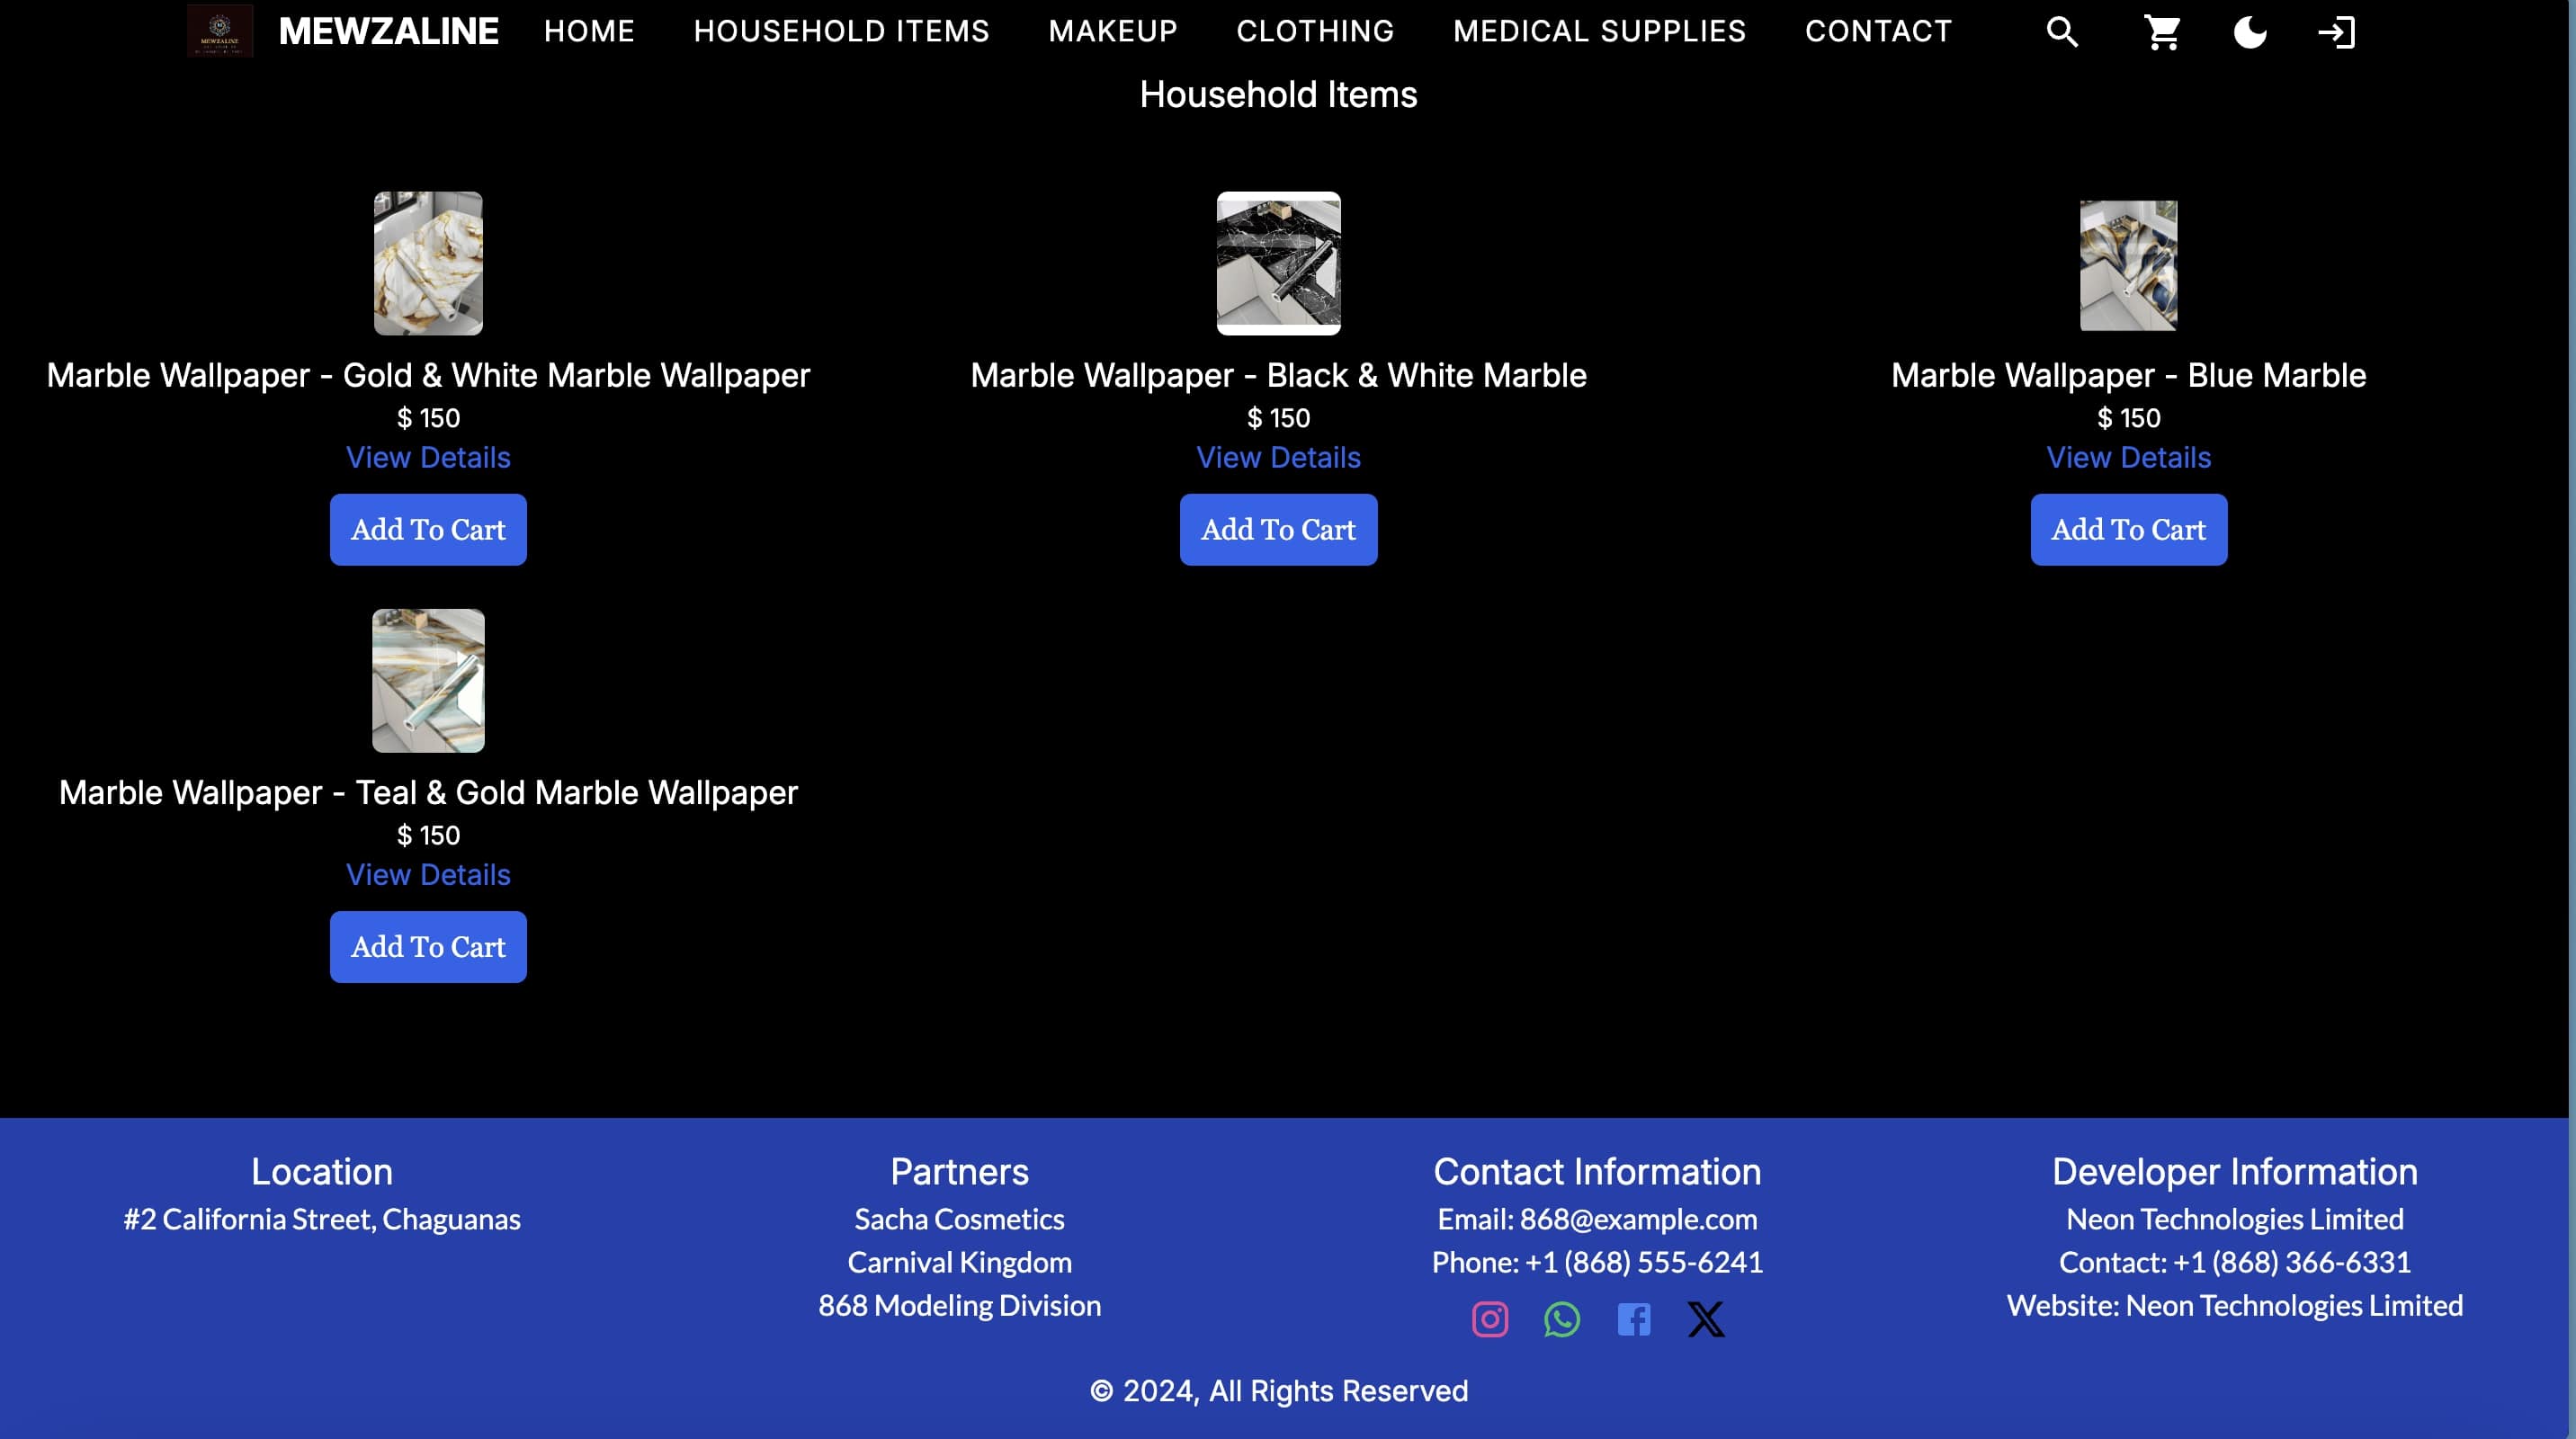 MEWZALINE
MEWZALINE HOME HOUSEHOLD ITEMS MAKEUP CLOTHING MEDICAL SUPPLIES CONTACT
Household Items
Marble Wallpaper - Gold & White Marble Wallpaper
$ 150
View Details
Add To Cart
Marble Wallpaper - Black & White Marble
$ 150
View Details
Add To Cart
Marble Wallpaper - Blue Marble
$ 150
View Details
Add To Cart
Marble Wallpaper - Teal & Gold Marble Wallpaper
$ 150
View Details
Add To Cart
Location
#2 California Street, Chaguanas
Partners
Sacha Cosmetics
Carnival Kingdom
868 Modeling Division
Contact Information
Email: 868@example.com
Phone: +1 (868) 555-6241
Developer Information
Neon Technologies Limited
Contact: +1 (868) 366-6331
Website: Neon Technologies Limited
© 2024, All Rights Reserved